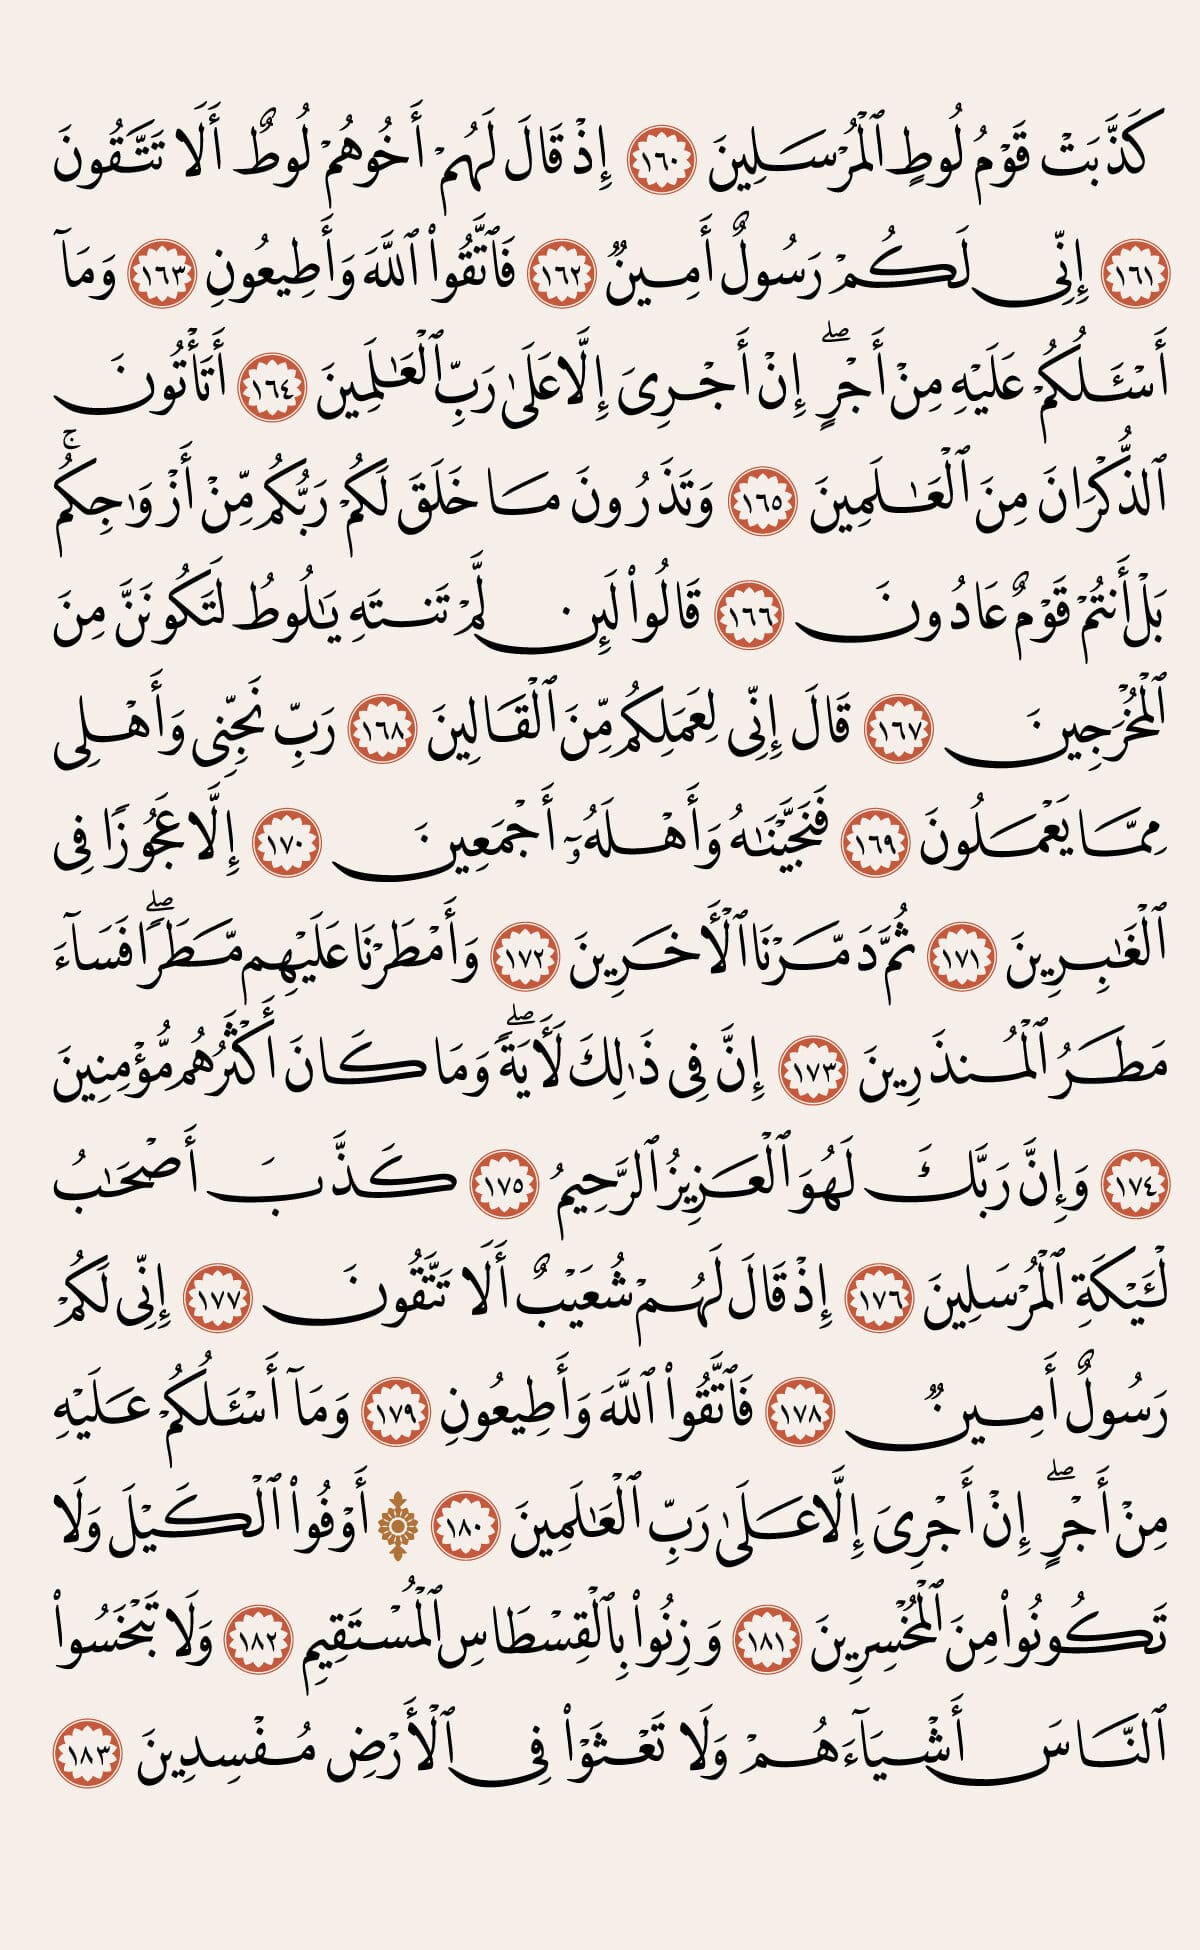 كَذَّبَتْ قَوْمُ لُوطٍ ٱلْمُرْسَلِينَ ١٦٠ إِذْ قَالَ لَهُمْ أَخُوهُمْ لُوطٌ أَلَا تَتَّقُونَ
١٦١ إِنِّى لَكُمْ رَسُولٌ أَمِينٌ ١٦٢ فَٱتَّقُوا۟ ٱللَّهَ وَأَطِيعُونِ ١٦٣ وَمَآ
أَسْـَٔلُكُمْ عَلَيْهِ مِنْ أَجْرٍ ۖ إِنْ أَجْرِىَ إِلَّا عَلَىٰ رَبِّ ٱلْعَـٰلَمِينَ ١٦٤ أَتَأْتُونَ
ٱلذُّكْرَانَ مِنَ ٱلْعَـٰلَمِينَ ١٦٥ وَتَذَرُونَ مَا خَلَقَ لَكُمْ رَبُّكُم مِّنْ أَزْوَٰجِكُم ۚ
بَلْ أَنتُمْ قَوْمٌ عَادُونَ ١٦٦ قَالُوا۟ لَئِن لَّمْ تَنتَهِ يَـٰلُوطُ لَتَكُونَنَّ مِنَ
ٱلْمُخْرَجِينَ ١٦٧ قَالَ إِنِّى لِعَمَلِكُم مِّنَ ٱلْقَالِينَ ١٦٨ رَبِّ نَجِّنِى وَأَهْلِى
مِمَّا يَعْمَلُونَ ١٦٩ فَنَجَّيْنَـٰهُ وَأَهْلَهُۥٓ أَجْمَعِينَ ١٧٠ إِلَّا عَجُوزًا فِى
ٱلْغَـٰبِرِينَ ١٧١ ثُمَّ دَمَّرْنَا ٱلْـَٔاخَرِينَ ١٧٢ وَأَمْطَرْنَا عَلَيْهِم مَّطَرًا ۖ فَسَآءَ
مَطَرُ ٱلْمُنذَرِينَ ١٧٣ إِنَّ فِى ذَٰلِكَ لَـَٔايَةً ۖ وَمَا كَانَ أَكْثَرُهُم مُّؤْمِنِينَ
١٧٤ وَإِنَّ رَبَّكَ لَهُوَ ٱلْعَزِيزُ ٱلرَّحِيمُ ١٧٥ كَذَّبَ أَصْحَـٰبُ
لْـَٔيْكَةِ ٱلْمُرْسَلِينَ ١٧٦ إِذْ قَالَ لَهُمْ شُعَيْبٌ أَلَا تَتَّقُونَ ١٧٧ إِنِّى لَكُمْ
رَسُولٌ أَمِينٌ ١٧٨ فَٱتَّقُوا۟ ٱللَّهَ وَأَطِيعُونِ ١٧٩ وَمَآ أَسْـَٔلُكُمْ عَلَيْهِ
مِنْ أَجْرٍ ۖ إِنْ أَجْرِىَ إِلَّا عَلَىٰ رَبِّ ٱلْعَـٰلَمِينَ ١٨٠ ۞ أَوْفُوا۟ ٱلْكَيْلَ وَلَا
تَكُونُوا۟ مِنَ ٱلْمُخْسِرِينَ ١٨١ وَزِنُوا۟ بِٱلْقِسْطَاسِ ٱلْمُسْتَقِيمِ ١٨٢ وَلَا تَبْخَسُوا۟
ٱلنَّاسَ أَشْيَآءَهُمْ وَلَا تَعْثَوْا۟ فِى ٱلْأَرْضِ مُفْسِدِينَ ١٨٣